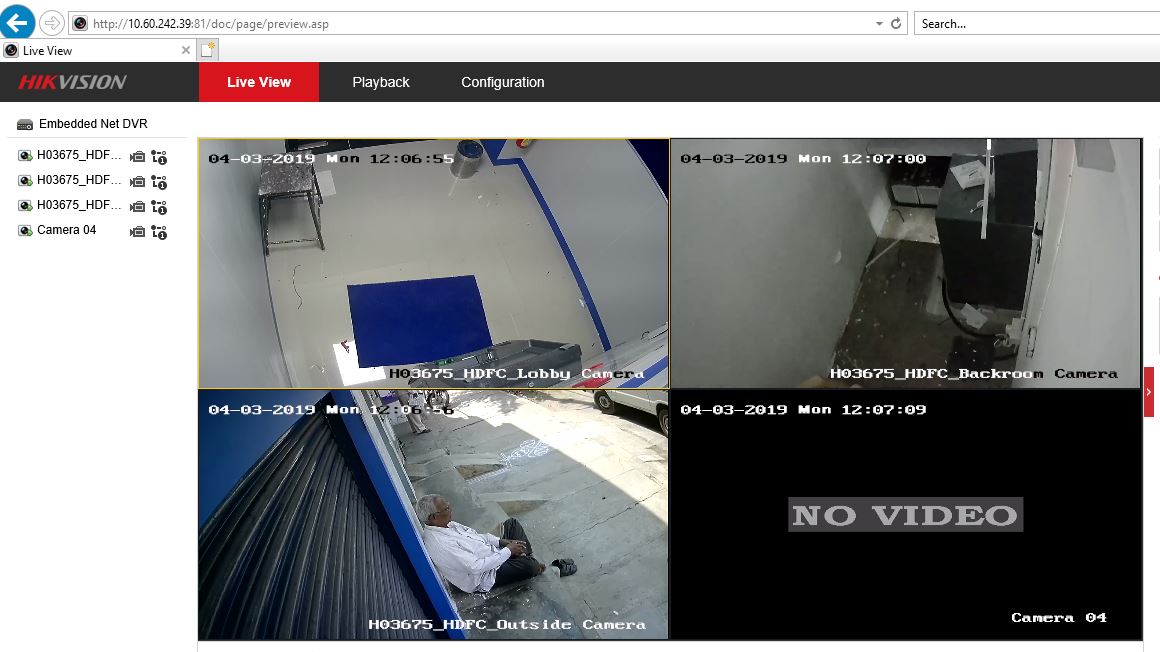 http://10.60.242.39:81/doc/page/preview.asp
Search...
Live View
HIKVISION
Live View
Playback
Configuration
Embedded Net DVR
H03675_HDF...
H03675_HDF...
H03675_HDF...
Camera 04
04-03-2019 Mon 12:06:55
H03675_HDFC_Lobby Camera
04-03-2019 Mon 12:07:00
H03675_HDFC_Backroom Camera
04-03-2019 Mon 12:06:56
H03675_HDFC_Outside Camera
04-03-2019 Mon 12:07:09
NO VIDEO
Camera 04